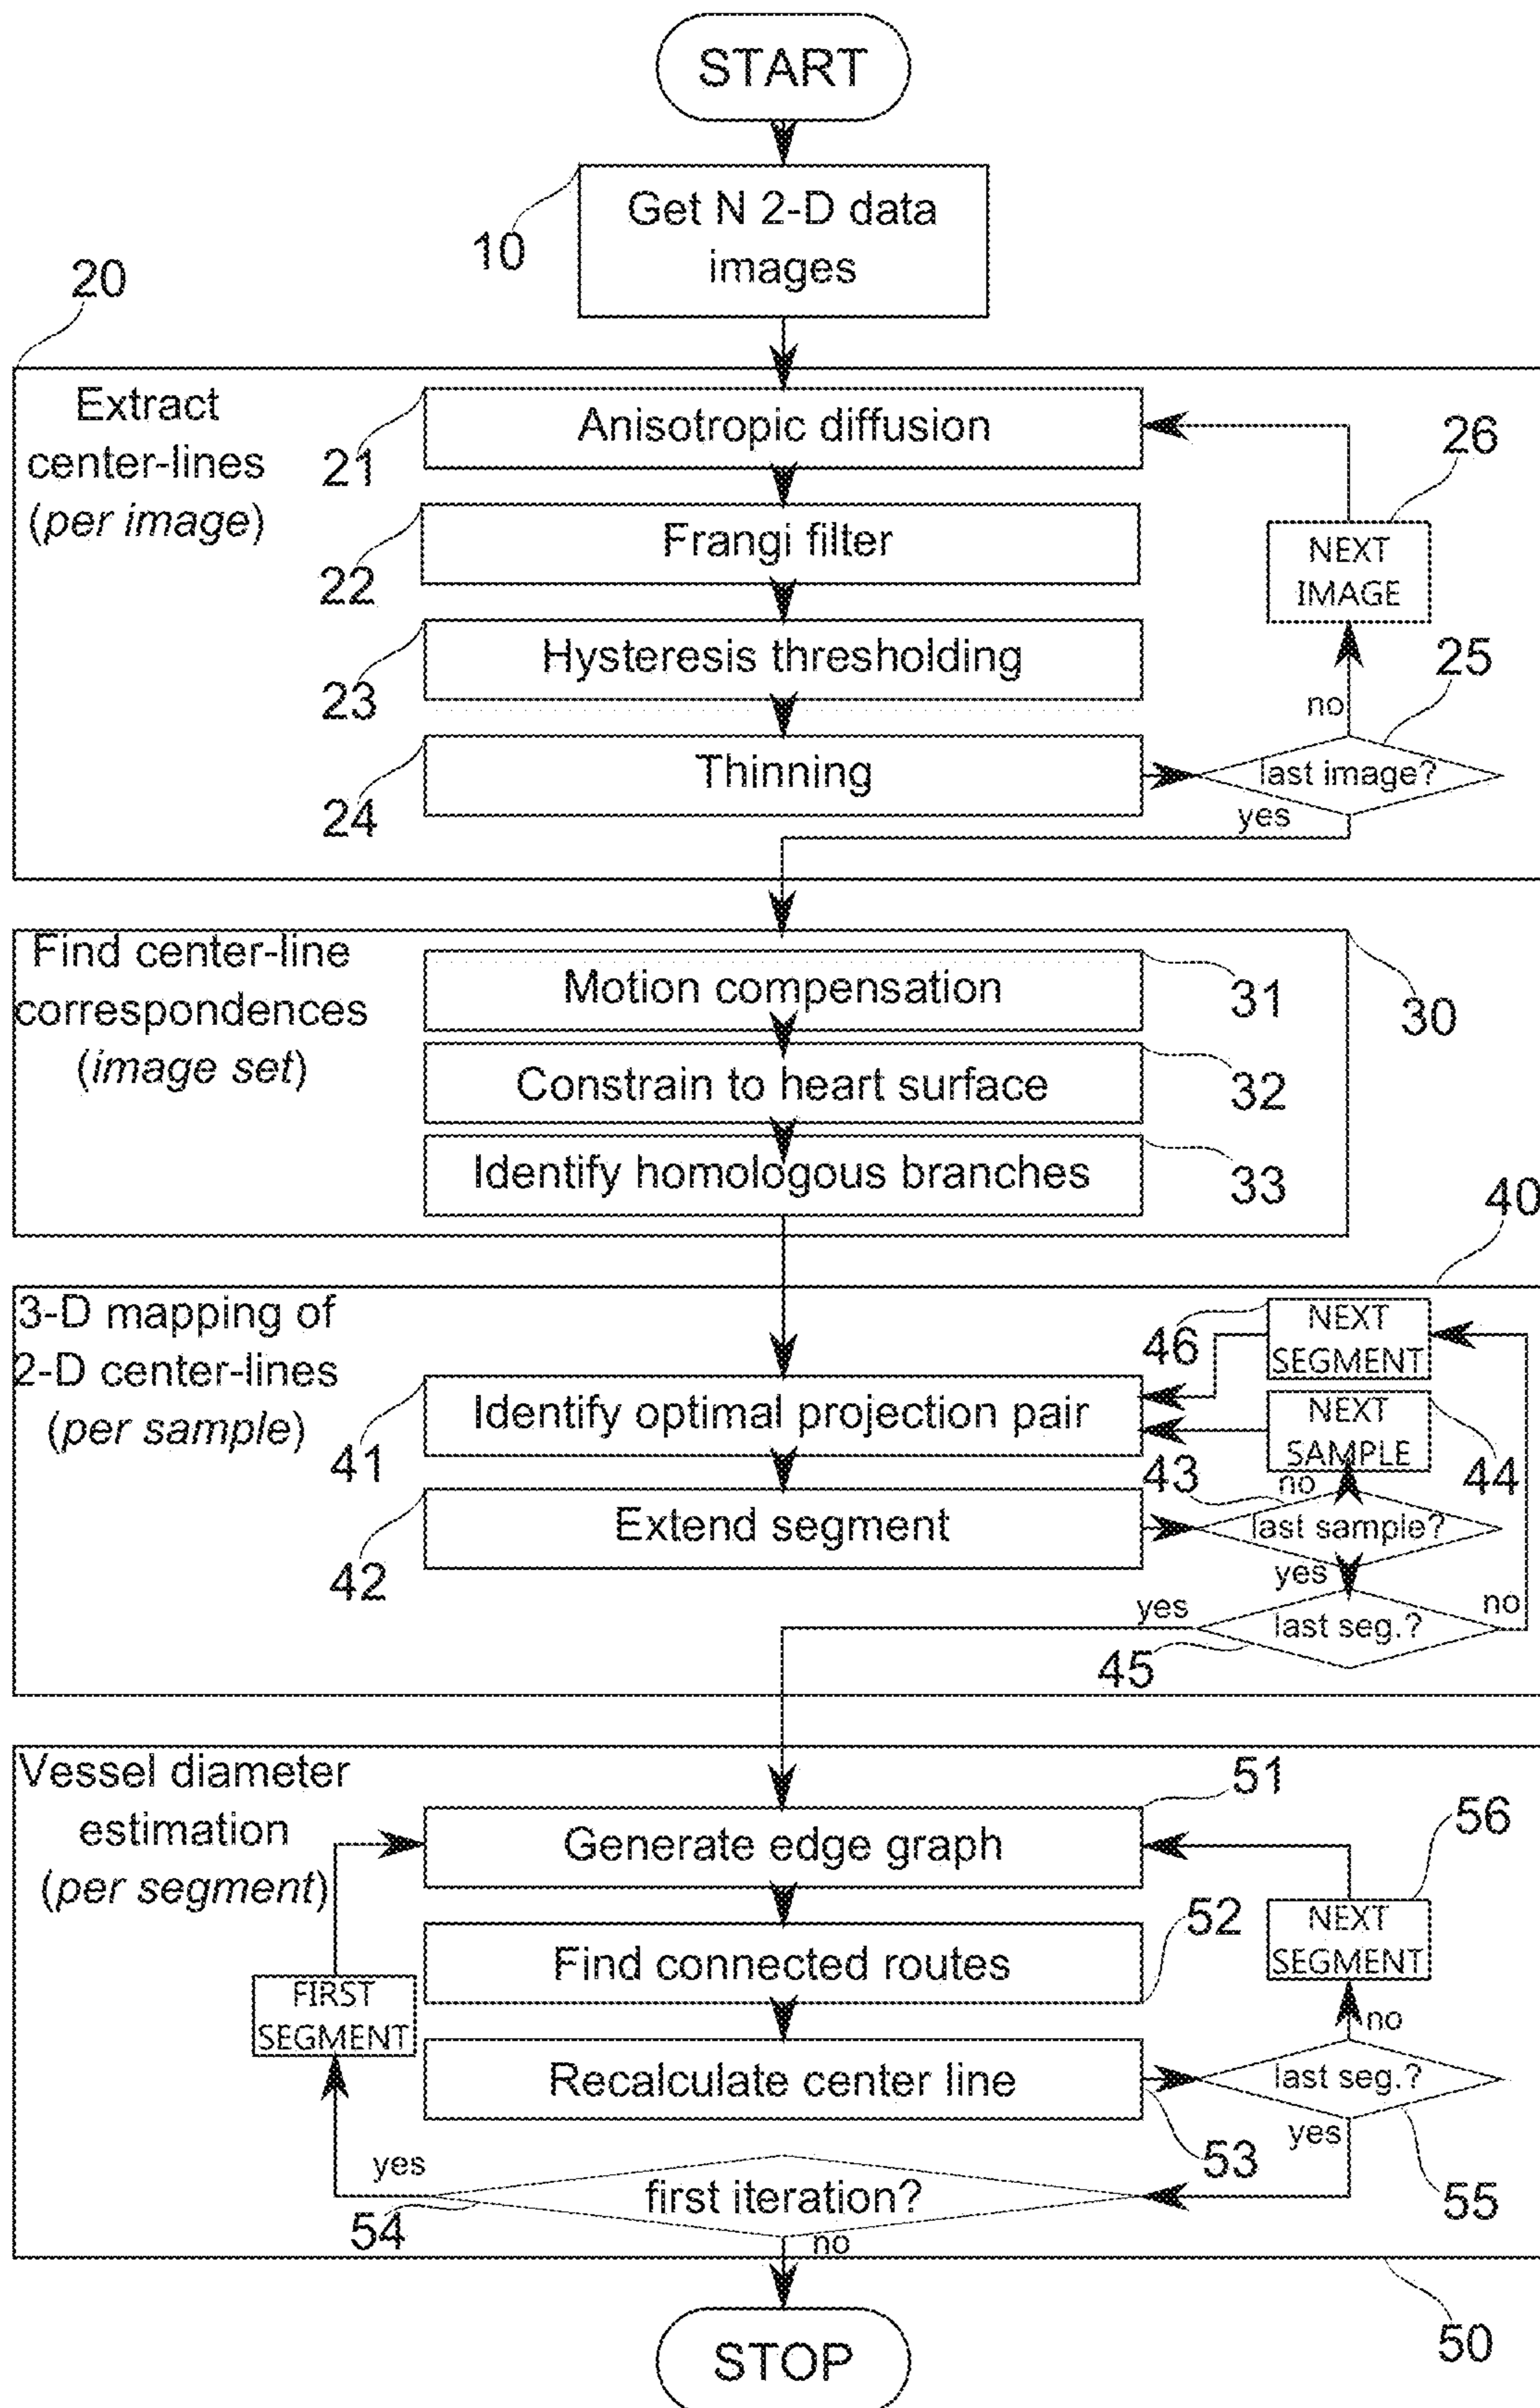 START
Get N 2-D data
images
10
20
Extract
center-lines
(per image)
Anisotropic diffusion
21
26
Frangi filter
22
NEXT
IMAGE
Hysteresis thresholding
23
25
no
Thinning
24
last image?
yes
Find center-line
correspondences
(image set)
Motion compensation
31
30
Constrain to heart surface
32
Identify homologous branches
33
40
3-D mapping of
2-D center-lines
(per sample)
46
NEXT
SEGMENT
Identify optimal projection pair
41
NEXT
SAMPLE
43
44
no
Extend segment
42
last sample?
yes
yes
last seg.?
no
45
Vessel diameter
estimation
(per segment)
51
Generate edge graph
56
52
Find connected routes
NEXT
SEGMENT
FIRST
SEGMENT
no
Recalculate center line
last seg.?
53
yes
yes
first iteration?
54
55
no
50
STOP